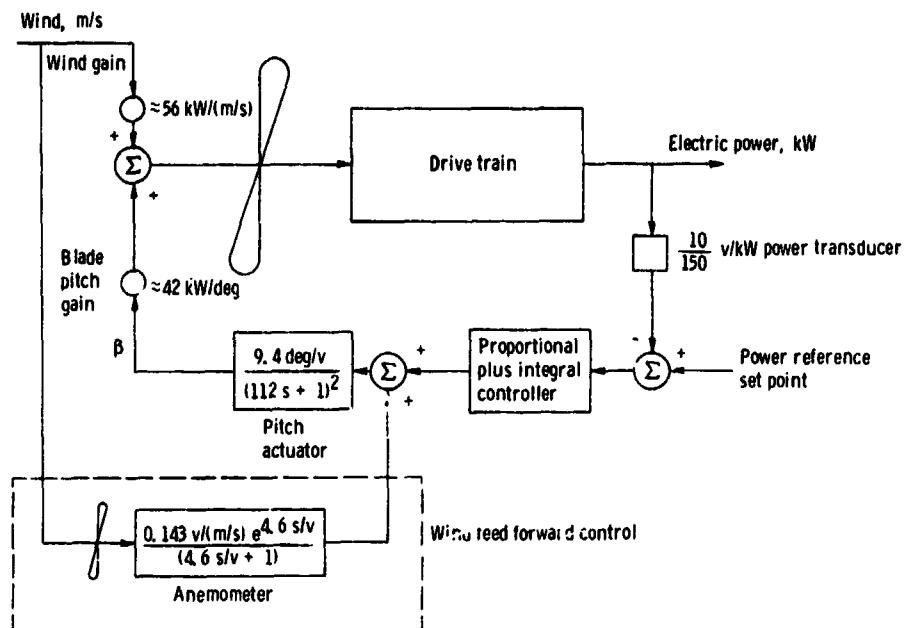 Wind, m/s
Wind gain
≈56 kW/(m/s)
+
Σ
+
Drive train
Electric power, kW
10
150
v/kW power transducer
Blade
pitch
gain
≈42 kW/deg
β
9.4 deg/v
(112 s + 1)²
Pitch
actuator
+
Σ
+
Proportional
plus integral
controller
-
+
Σ
Power reference
set point
0.143 v/(m/s) e^4.6 s/v
(4.6 s/v + 1)
Anemometer
Wind feed forward control